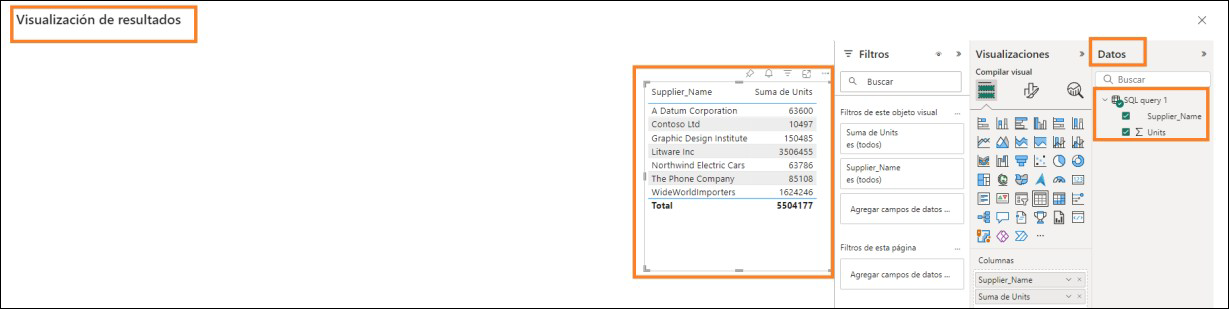 Visualización de resultados
Supplier_Name Suma de Units
A Datum Corporation 63600
Contoso Ltd 10497
Graphic Design Institute 150485
Litware Inc 3506455
Northwind Electric Cars 63786
The Phone Company 85108
WideWorldImporters 1624246
Total 5504177
Filtros
Buscar
Filtros de este objeto visual ...
Suma de Units
es (todos)
Supplier_Name
es (todos)
Agregar campos de datos ...
Filtros de esta página ...
Agregar campos de datos ...
Visualizaciones
Compilar visual
Columnas
Supplier_Name
Suma de Units
Datos
Buscar
SQL query 1
Supplier_Name
Units